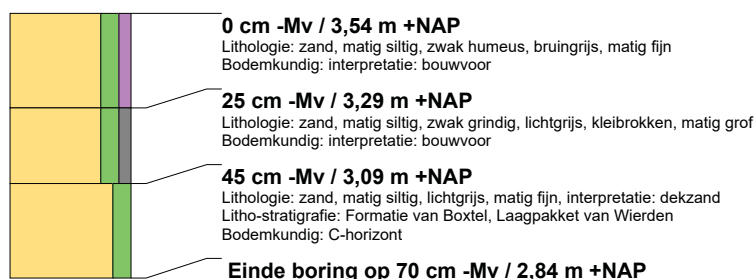 0 cm -Mv / 3,54 m +NAP
Lithologie: zand, matig siltig, zwak humeus, bruingrijs, matig fijn
Bodemkundig: interpretatie: bouwvoor
25 cm -Mv / 3,29 m +NAP
Lithologie: zand, matig siltig, zwak grindig, lichtgrijs, kleibrokken, matig grof
Bodemkundig: interpretatie: bouwvoor
45 cm -Mv / 3,09 m +NAP
Lithologie: zand, matig siltig, lichtgrijs, matig fijn, interpretatie: dekzand
Litho-stratigrafie: Formatie van Boxtel, Laagpakket van Wierden
Bodemkundig: C-horizont
Einde boring op 70 cm -Mv / 2,84 m +NAP